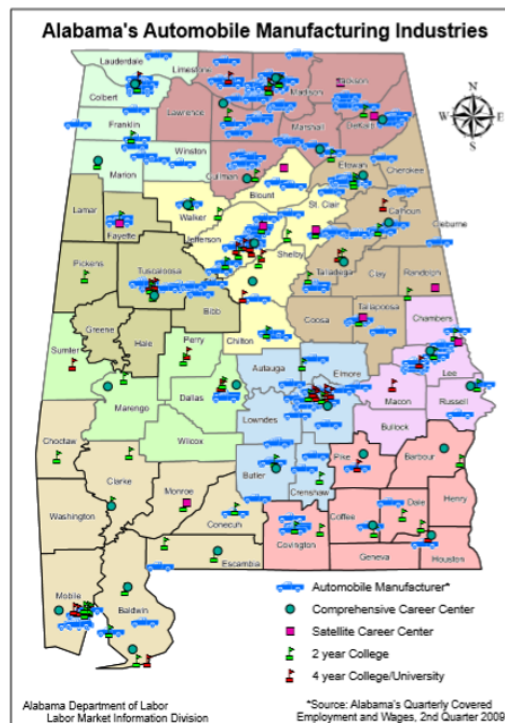 Alabama's Automobile Manufacturing Industries
Lauderdale
Limestone
Madison
Jackson
Colbert
Lawrence
Franklin
Marshall
DeKalb
N
W E
S
Winston
Cullman
Etowah
Cherokee
Marion
Blount
Lamar
Walker
St. Clair
Calhoun
Fayette
Jefferson
Cleburne
Pickens
Shelby
Talladega
Clay
Randolph
Tuscaloosa
Bibb
Greene
Hale
Chilton
Coosa
Tallapoosa
Chambers
Sumter
Perry
Autauga
Elmore
Lee
Marengo
Dallas
Macon
Russell
Lowndes
Bullock
Choctaw
Wilcox
Clarke
Butler
Pike
Barbour
Monroe
Crenshaw
Washington
Conecuh
Coffee
Dale
Henry
Covington
Geneva
Houston
Escambia
Mobile
Baldwin
Automobile Manufacturer*
Comprehensive Career Center
Satellite Career Center
2 year College
4 year College/University
Alabama Department of Labor
Labor Market Information Division
*Source: Alabama's Quarterly Covered
Employment and Wages, 2nd Quarter 2009